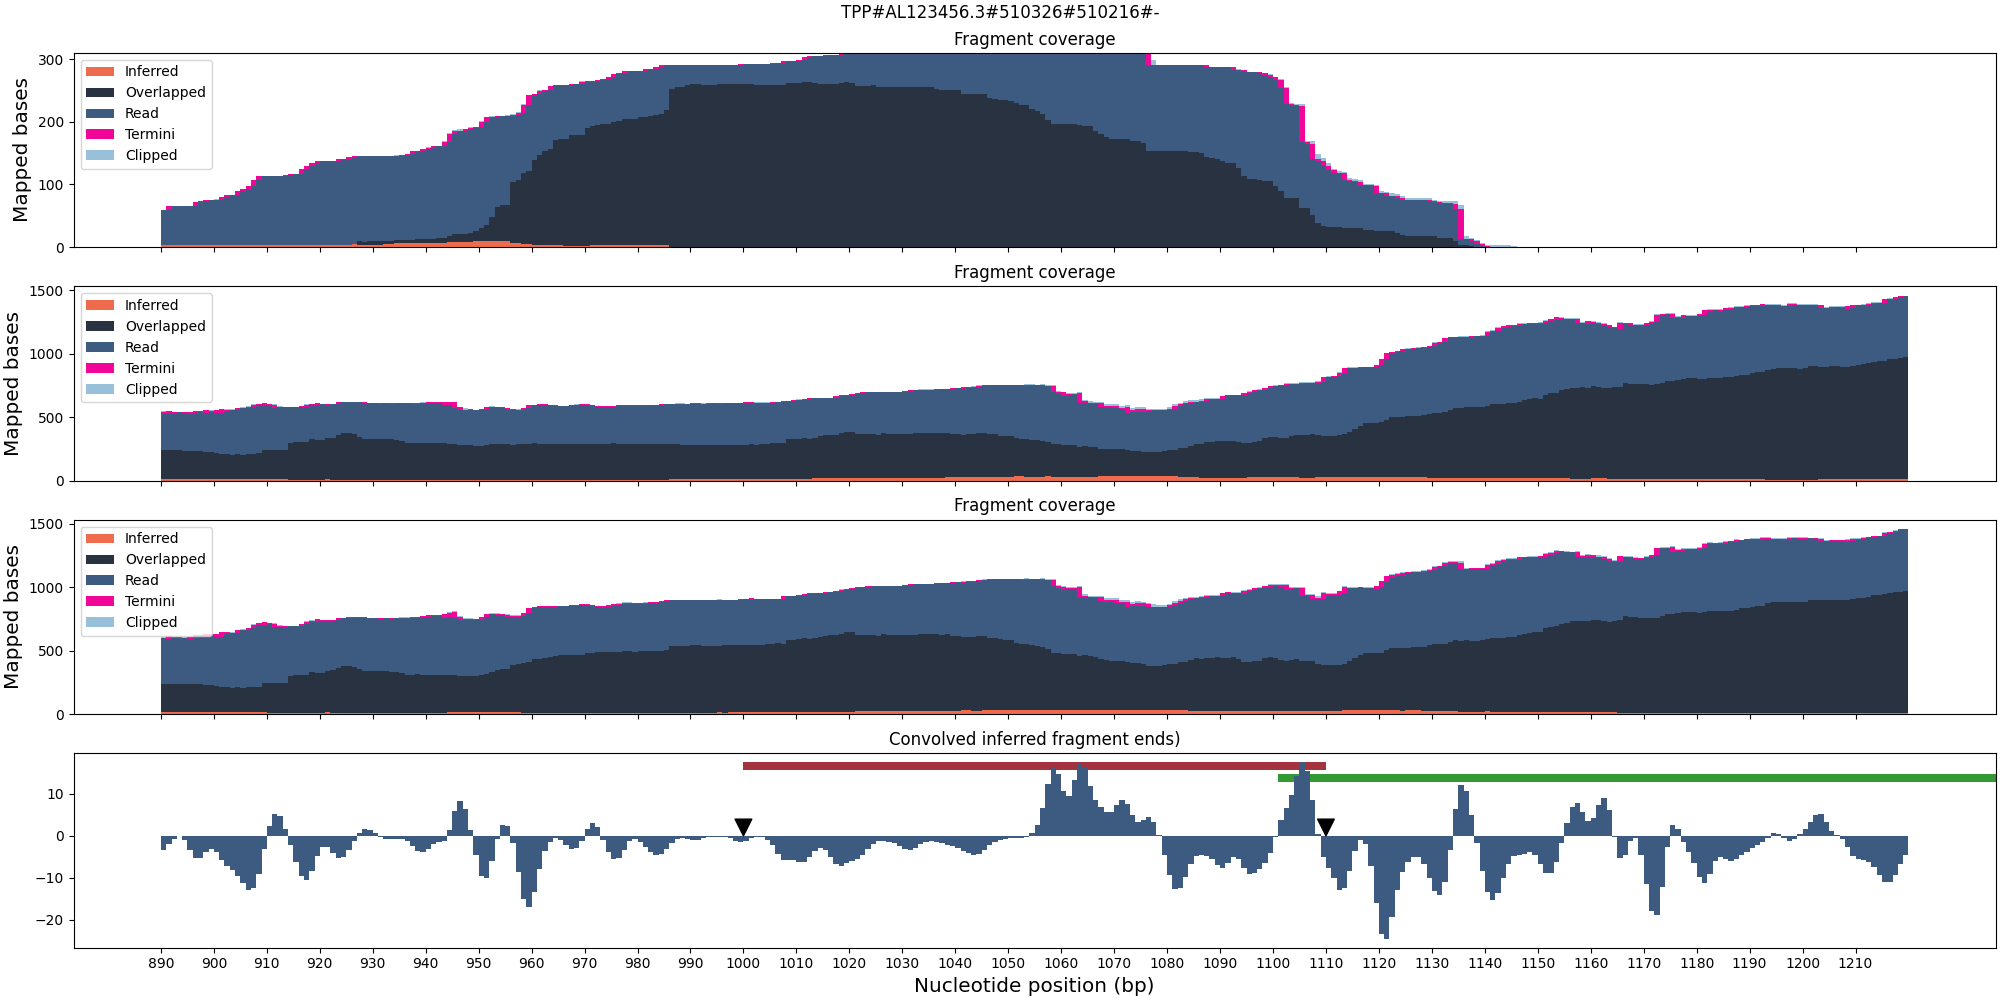 TPP#AL123456.3#510326#510216#-
Fragment coverage
Mapped bases
300
200
100
0
Inferred
Overlapped
Read
Termini
Clipped
Fragment coverage
Mapped bases
1500
1000
500
0
Inferred
Overlapped
Read
Termini
Clipped
Fragment coverage
Mapped bases
1500
1000
500
0
Inferred
Overlapped
Read
Termini
Clipped
Convolved inferred fragment ends)
10
0
−10
−20
890 900 910 920 930 940 950 960 970 980 990 1000 1010 1020 1030 1040 1050 1060 1070 1080 1090 1100 1110 1120 1130 1140 1150 1160 1170 1180 1190 1200 1210
Nucleotide position (bp)